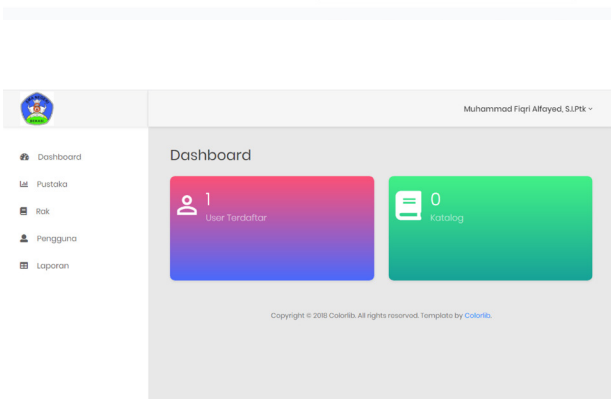 Muhammad Fiqri Alfayed, S.I.Ptk
Dashboard
Pustaka
Rak
Pengguna
Laporan
Dashboard
1
User Terdaftar
0
Katalog
Copyright © 2018 Colorlib. All rights reserved. Template by Colorlib.